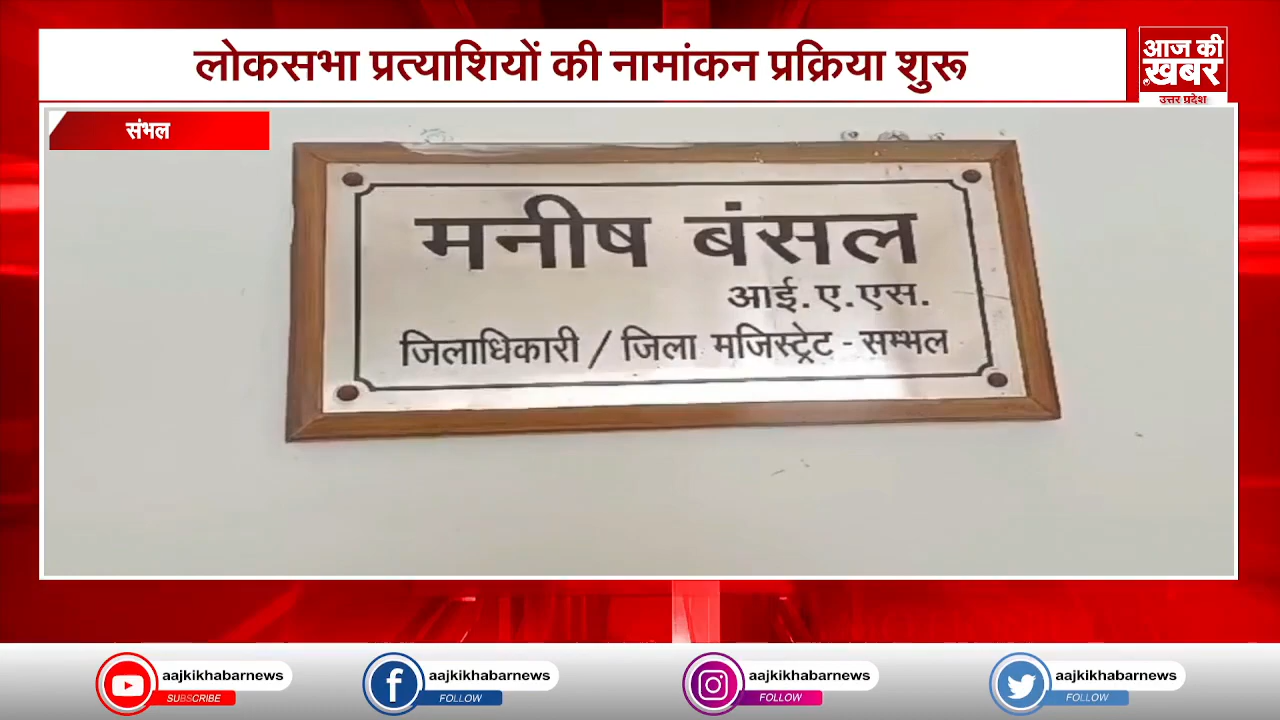 लोकसभा प्रत्याशियों की नामांकन प्रक्रिया शुरू
आज की
ख़बर
उत्तर प्रदेश
संभल
मनीष बंसल
आई.ए.एस.
जिलाधिकारी / जिला मजिस्ट्रेट - सम्भल
aajkikhabarnews
SUBSCRIBE
aajkikhabarnews
FOLLOW
aajkikhabarnews
FOLLOW
aajkikhabarnews
FOLLOW